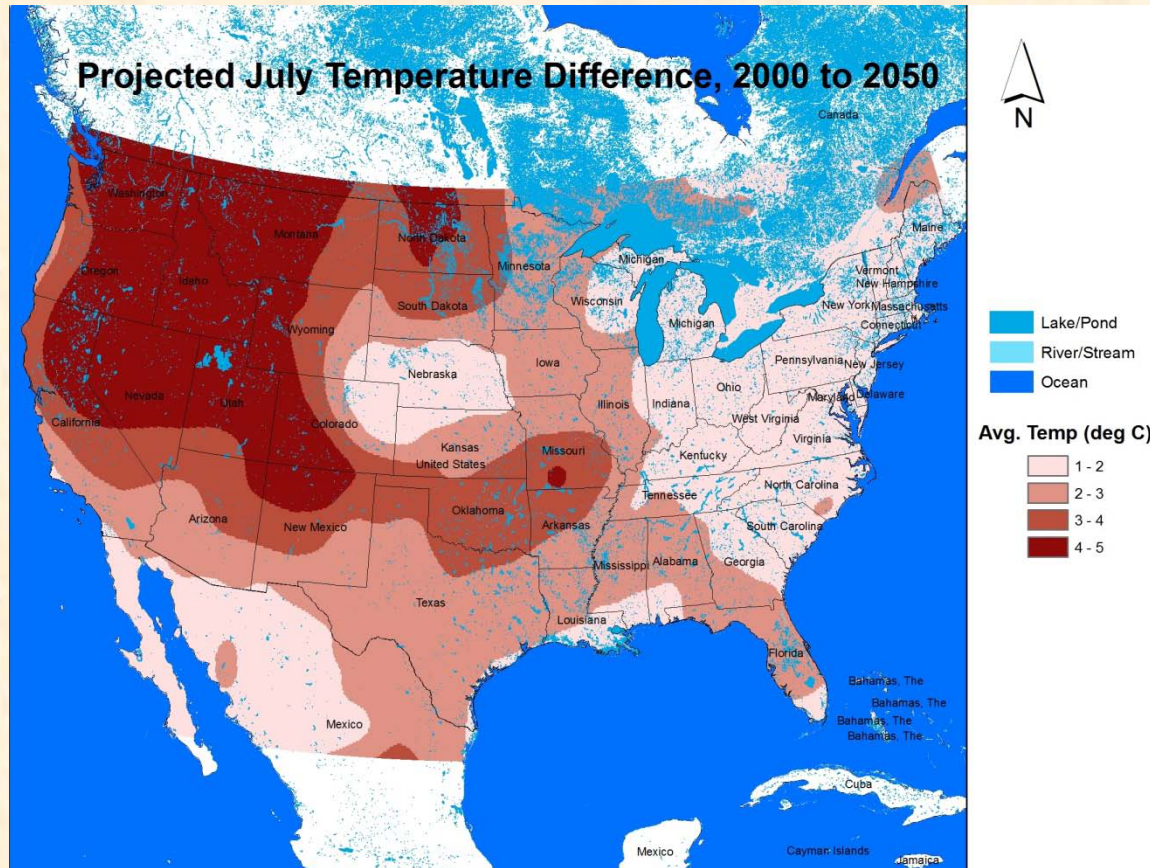 Projected July Temperature Difference, 2000 to 2050
N
Canada
Washington
Montana
North Dakota
Minnesota
Michigan
Maine
Vermont
New Hampshire
Oregon
Idaho
South Dakota
Wisconsin
Michigan
New York
Massachusetts
Connecticut
Wyoming
Nebraska
Iowa
Pennsylvania
New Jersey
Nevada
Utah
Colorado
Illinois
Indiana
Ohio
Maryland
Delaware
West Virginia
California
Kansas
United States
Missouri
Kentucky
Virginia
Arizona
New Mexico
Oklahoma
Arkansas
Tennessee
North Carolina
South Carolina
Mississippi
Alabama
Georgia
Texas
Louisiana
Florida
Bahamas, The
Bahamas, The
Bahamas, The
Bahamas, The
Mexico
Cuba
Mexico
Cayman Islands
Jamaica
Lake/Pond
River/Stream
Ocean
Avg. Temp (deg C)
1 - 2
2 - 3
3 - 4
4 - 5